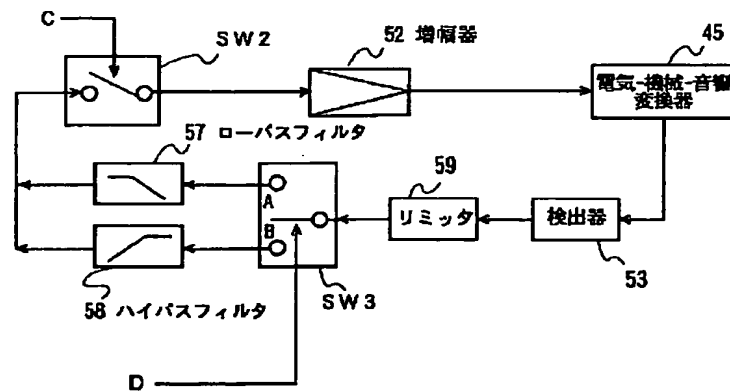 C
SW2
52 増幅器
45
電気-機械-音響
変換器
57 ローパスフィルタ
A
B
59
リミッタ
検出器
53
58 ハイパスフィルタ
SW3
D